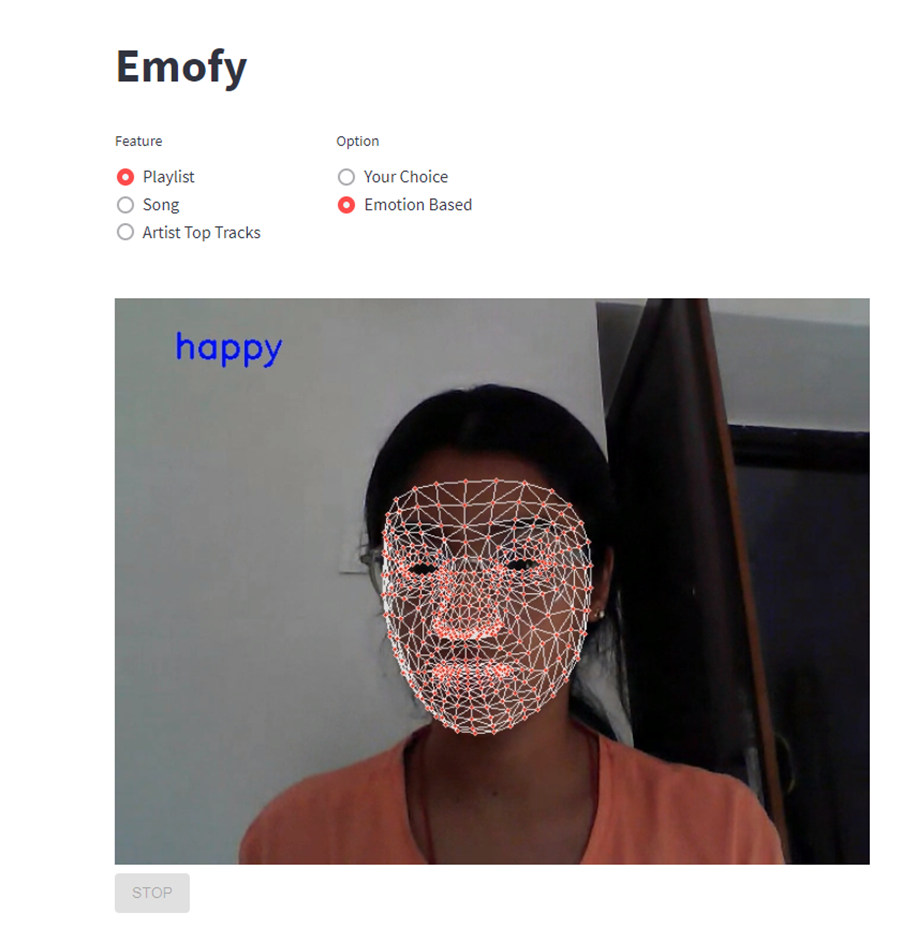 Emofy
Feature
Playlist
Song
Artist Top Tracks
Option
Your Choice
Emotion Based
happy
STOP